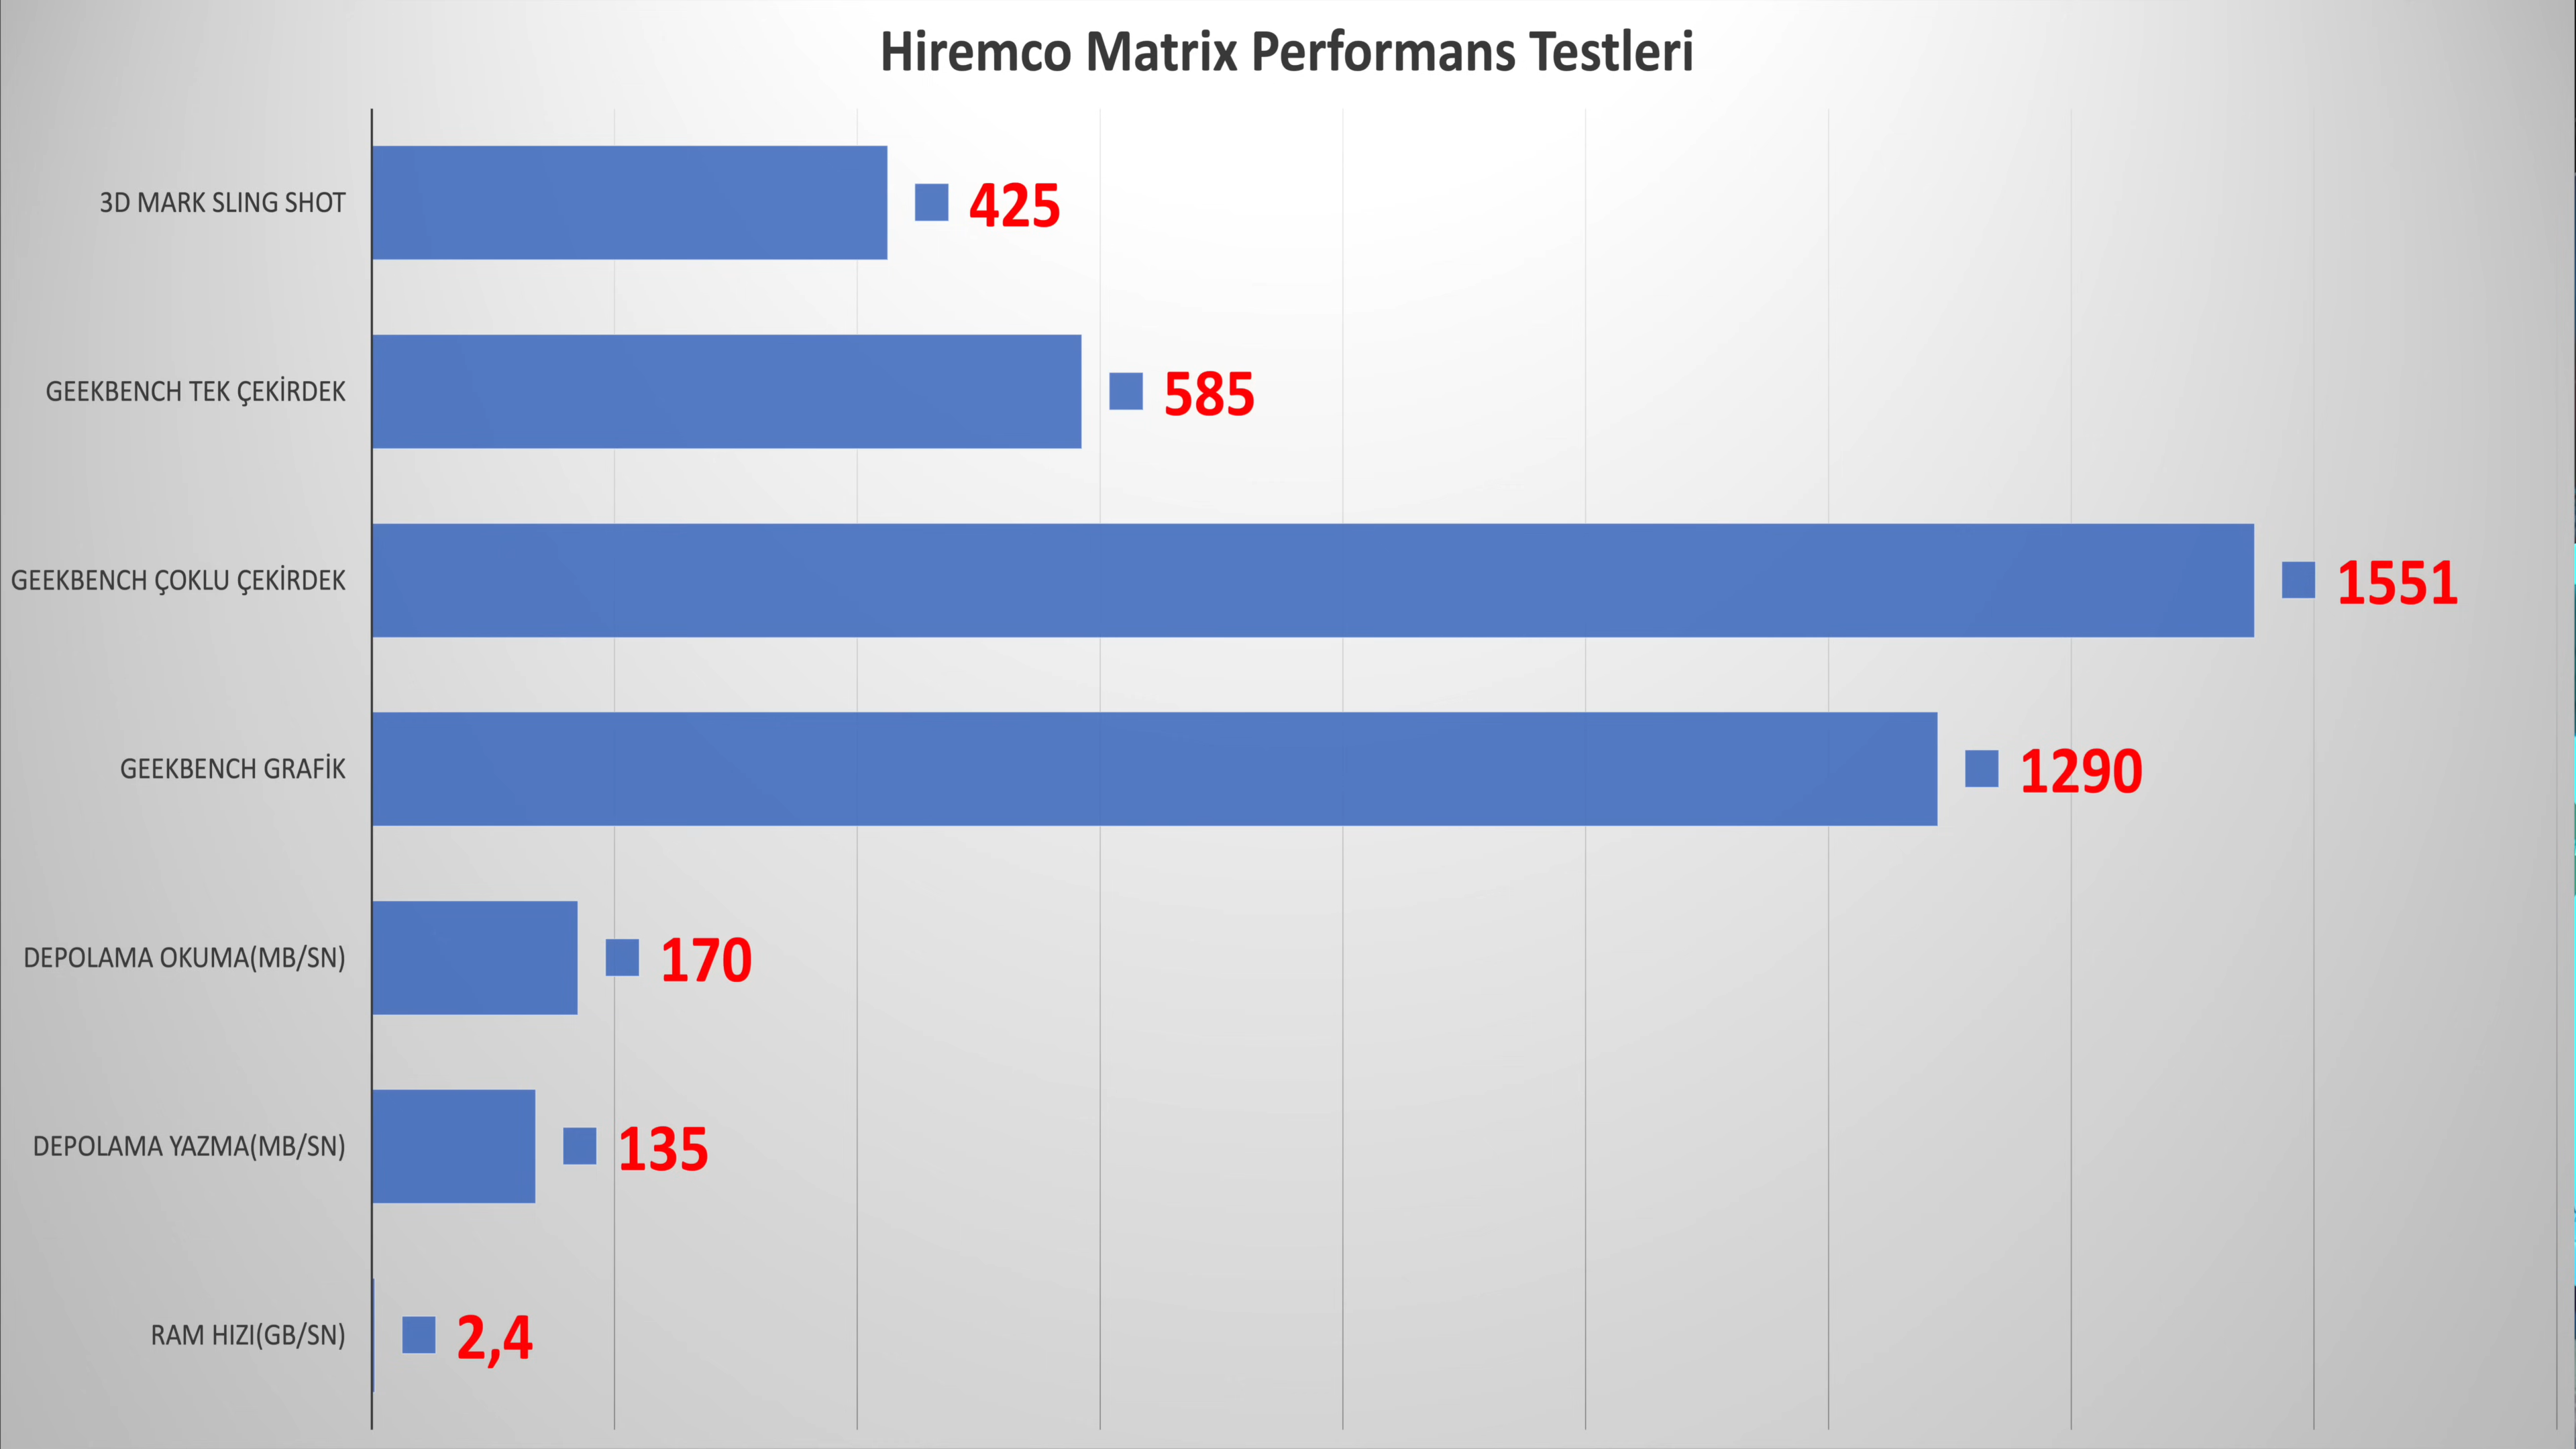 Hiremco Matrix Performans Testleri
3D MARK SLING SHOT
425
GEEKBENCH TEK ÇEKİRDEK
585
GEEKBENCH ÇOKLU ÇEKİRDEK
1551
GEEKBENCH GRAFİK
1290
DEPOLAMA OKUMA(MB/SN)
170
DEPOLAMA YAZMA(MB/SN)
135
RAM HIZI(GB/SN)
2,4